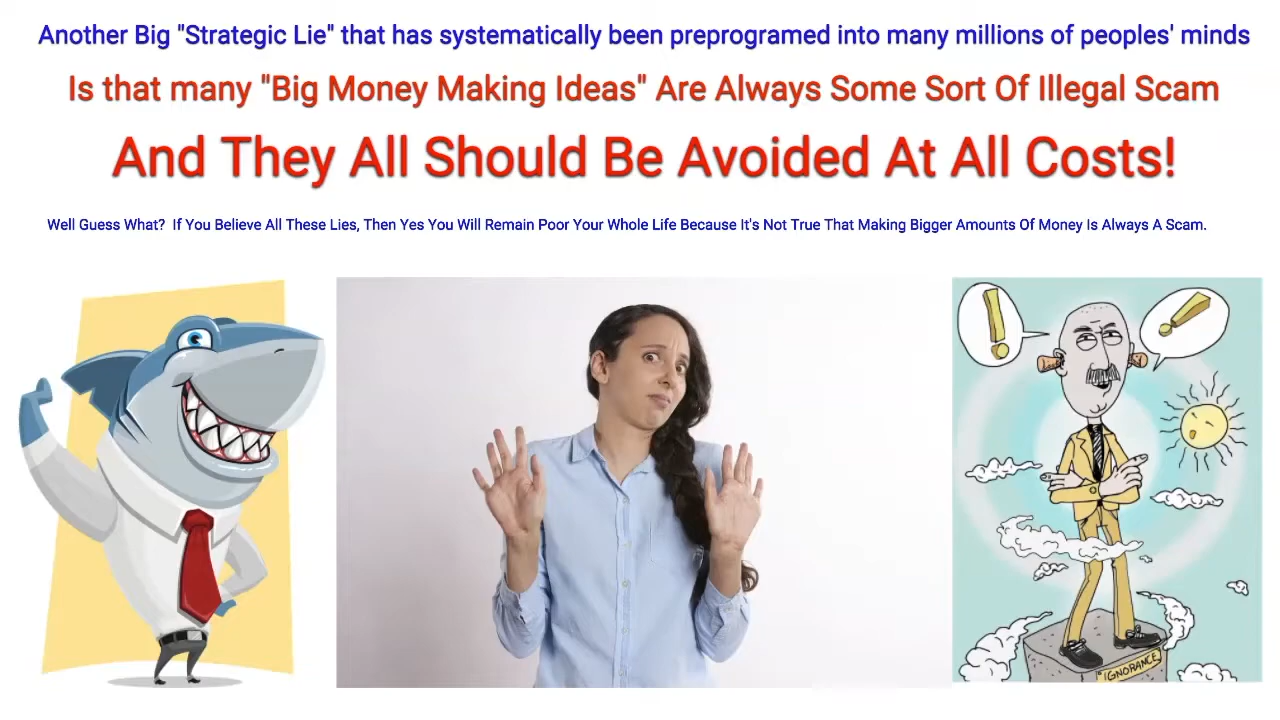 Another Big "Strategic Lie" that has systematically been preprogramed into many millions of peoples' minds
Is that many "Big Money Making Ideas" Are Always Some Sort Of Illegal Scam
And They All Should Be Avoided At All Costs!
Well Guess What?  If You Believe All These Lies, Then Yes You Will Remain Poor Your Whole Life Because It's Not True That Making Bigger Amounts Of Money Is Always A Scam.
!
!
"IGNORANCE"